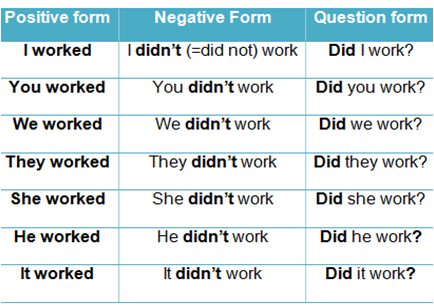 Positive form Negative Form Question form
I worked I didn’t (=did not) work Did I work?
You worked You didn’t work Did you work?
We worked We didn’t work Did we work?
They worked They didn’t work Did they work?
She worked She didn’t work Did she work?
He worked He didn’t work Did he work?
It worked It didn’t work Did it work?